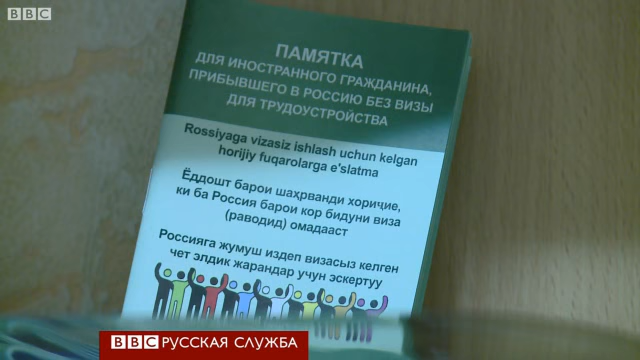 BBC
ПАМЯТКА
ДЛЯ ИНОСТРАННОГО ГРАЖДАНИНА,
ПРИБЫВШЕГО В РОССИЮ БЕЗ ВИЗЫ
ДЛЯ ТРУДОУСТРОЙСТВА
Rossiyaga vizasiz ishlash uchun kelgan
horijiy fuqarolarga e'slatma
Ёддошт барои шаҳрванди хориҷие,
ки ба Россия барои кор бидуни виза
(раводид) омадааст
Россияга жумуш издеп визасыз келген
чет элдик жарандар учун эскертуу
BBC РУССКАЯ СЛУЖБА